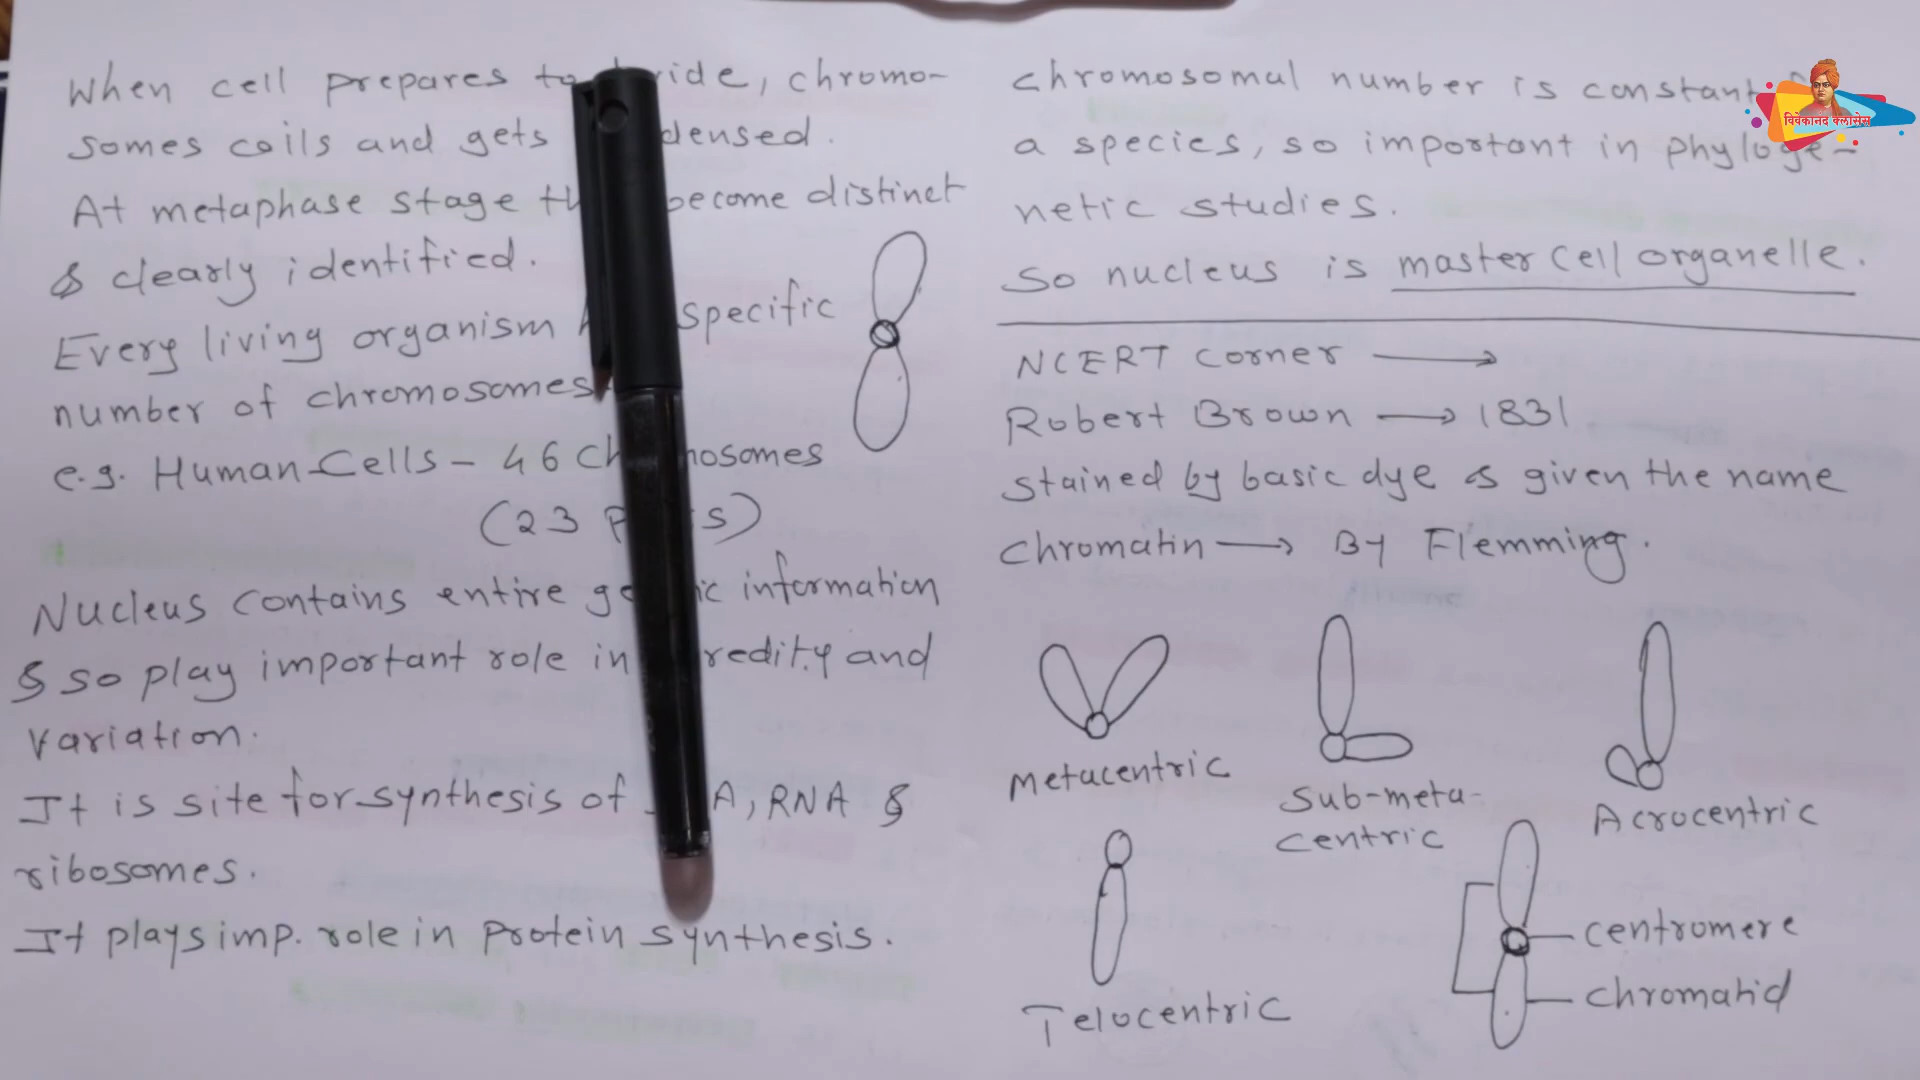 When cell prepares to ride, chromo-
somes coils and gets densed.
At metaphase stage become distinct
& clearly identified.
Every living organism specific
number of chromosomes
e.g. Human Cells - 46 Ch mosomes
(23 P s)
Nucleus contains entire ge ic information
& so play important role in redity and
variation.
It is site for synthesis of A, RNA &
ribosomes.
It plays imp. role in Protein synthesis.
chromosomal number is constant
a species, so important in phyloge-
netic studies.
So nucleus is master cell organelle.
NCERT Corner →
Robert Brown → 1831
stained by basic dye & given the name
chromatin → By Flemming.
Metacentric
Sub-meta-
centric
Acrocentric
Telocentric
centromere
chromatid
विवेकानंद क्लासेस